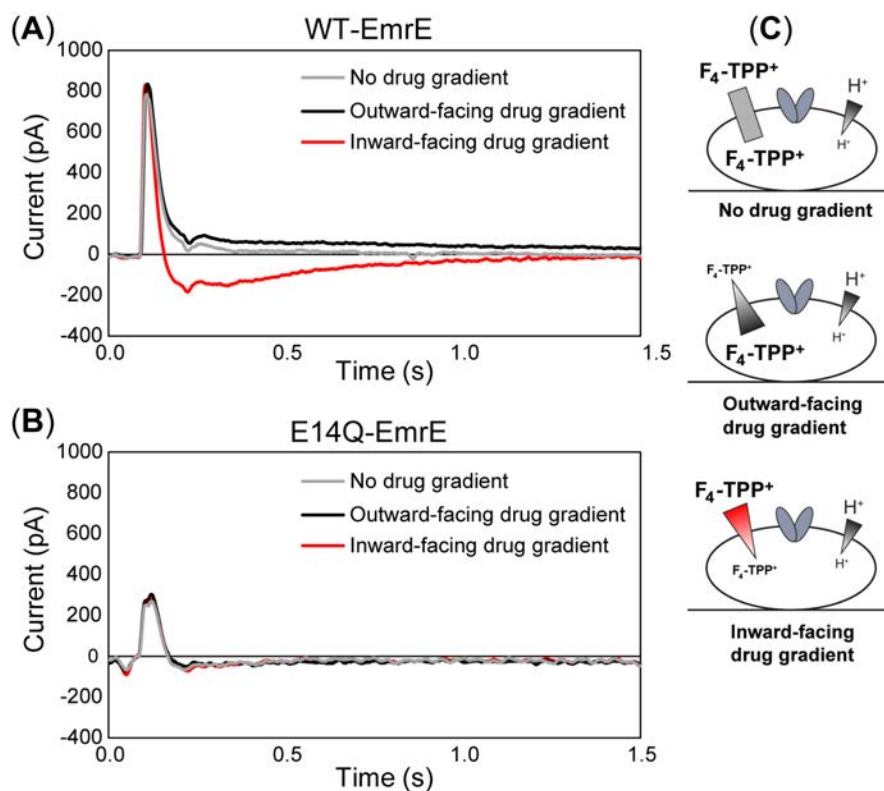 (A)
WT-EmrE
1000
800
600
400
200
0
-200
-400
Current (pA)
No drug gradient
Outward-facing drug gradient
Inward-facing drug gradient
0.0
0.5
1.0
1.5
Time (s)
(B)
E14Q-EmrE
1000
800
600
400
200
0
-200
-400
Current (pA)
No drug gradient
Outward-facing drug gradient
Inward-facing drug gradient
0.0
0.5
1.0
1.5
Time (s)
(C)
F₄-TPP⁺
H⁺
F₄-TPP⁺
H⁺
No drug gradient
F₄-TPP⁺
H⁺
F₄-TPP⁺
H⁺
Outward-facing
drug gradient
F₄-TPP⁺
H⁺
F₄-TPP⁺
H⁺
Inward-facing
drug gradient